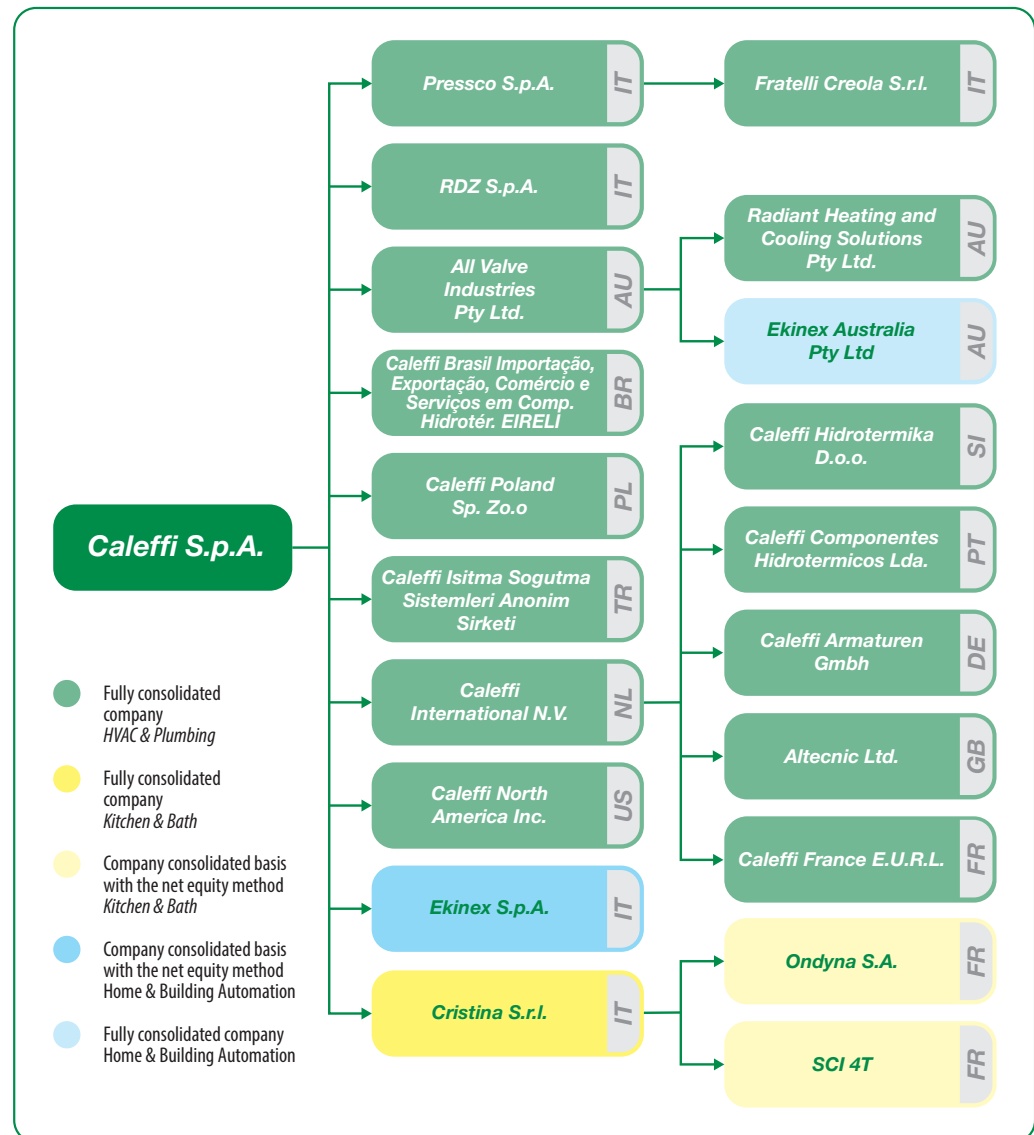 Caleffi S.p.A.
Pressco S.p.A.
IT
Fratelli Creola S.r.l.
IT
RDZ S.p.A.
IT
All Valve
Industries
Pty Ltd.
AU
Radiant Heating and
Cooling Solutions
Pty Ltd.
AU
Ekinex Australia
Pty Ltd
AU
Caleffi Brasil Importação,
Exportação, Comércio e
Serviços em Comp.
Hidrotér. EIRELI
BR
Caleffi Poland
Sp. Zo.o
PL
Caleffi Isitma Sogutma
Sistemleri Anonim
Sirketi
TR
Caleffi
International N.V.
NL
Caleffi Hidrotermika
D.o.o.
SI
Caleffi Componentes
Hidrotermicos Lda.
PT
Caleffi Armaturen
Gmbh
DE
Altecnic Ltd.
GB
Caleffi France E.U.R.L.
FR
Caleffi North
America Inc.
US
Ekinex S.p.A.
IT
Cristina S.r.l.
IT
Ondyna S.A.
FR
SCI 4T
FR
Fully consolidated
company
HVAC & Plumbing
Fully consolidated
company
Kitchen & Bath
Company consolidated basis
with the net equity method
Kitchen & Bath
Company consolidated basis
with the net equity method
Home & Building Automation
Fully consolidated company
Home & Building Automation